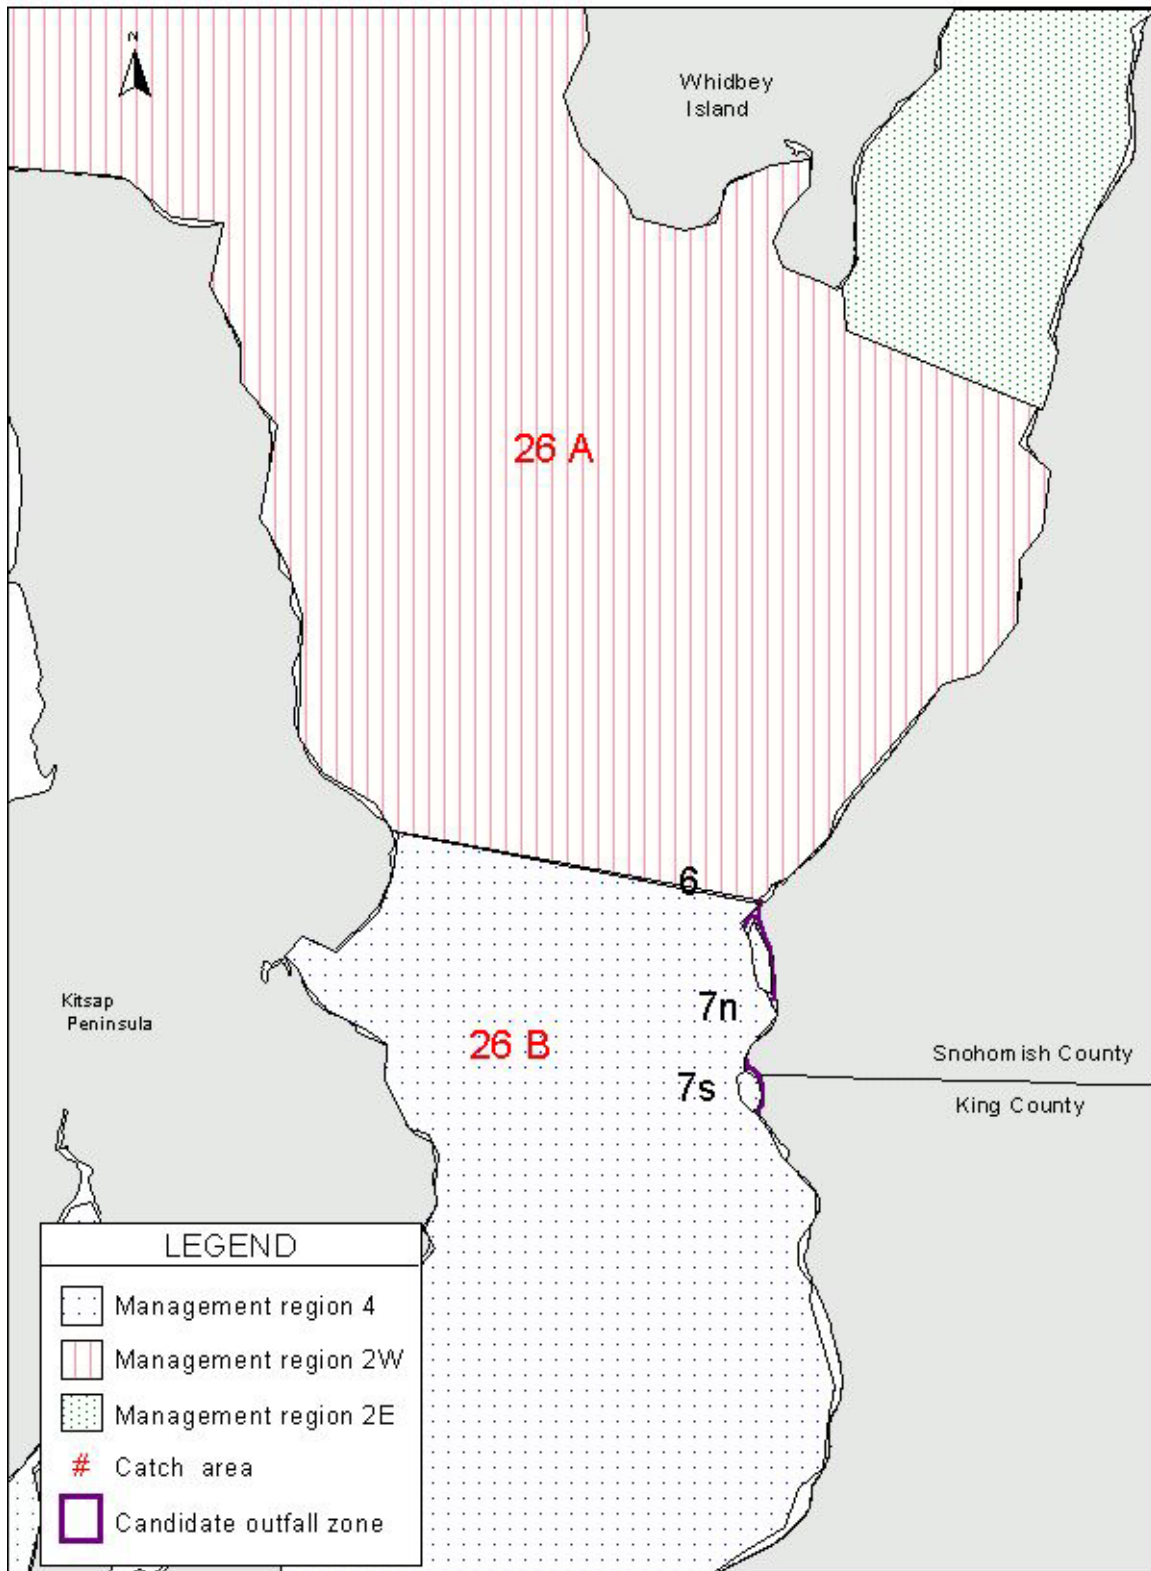 N
Whidbey
Island
26 A
6
7n
Kitsap
Peninsula
26 B
Snohomish County
7s
King County
LEGEND
Management region 4
Management region 2W
Management region 2E
# Catch area
Candidate outfall zone